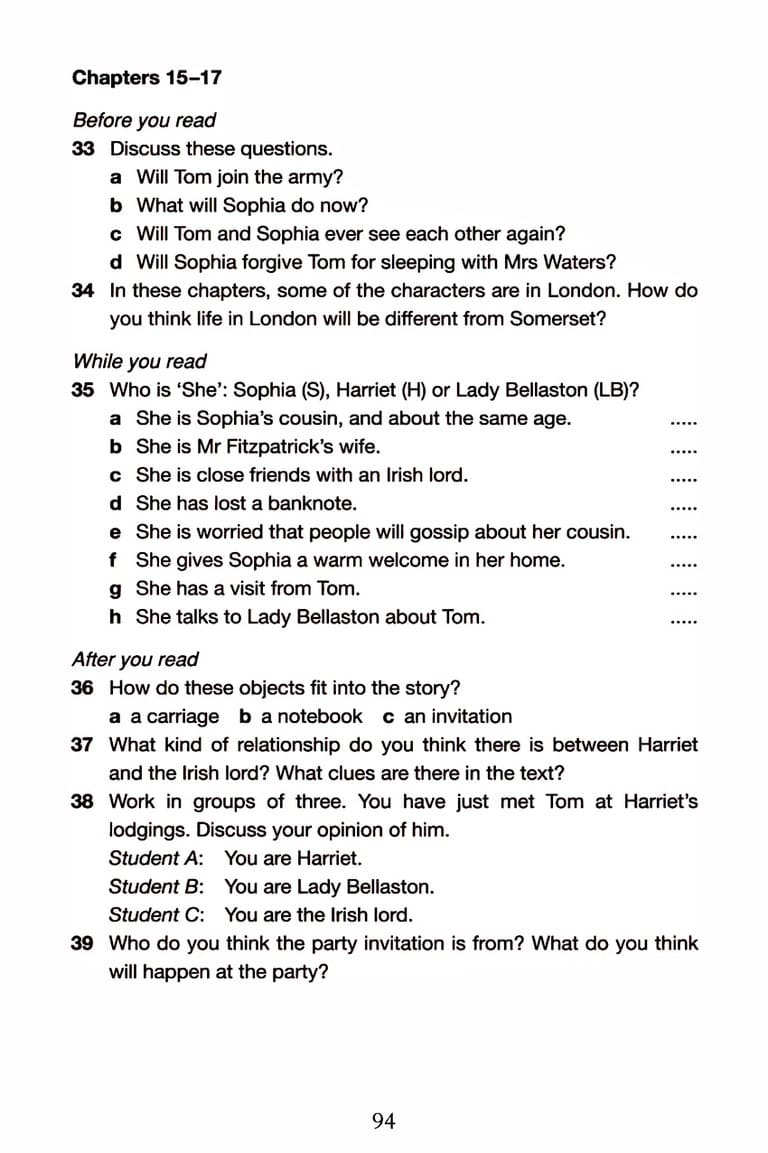 Chapters 15–17
Before you read
33 Discuss these questions.
a Will Tom join the army?
b What will Sophia do now?
c Will Tom and Sophia ever see each other again?
d Will Sophia forgive Tom for sleeping with Mrs Waters?
34 In these chapters, some of the characters are in London. How do
you think life in London will be different from Somerset?
While you read
35 Who is ‘She’: Sophia (S), Harriet (H) or Lady Bellaston (LB)?
a She is Sophia’s cousin, and about the same age. .....
b She is Mr Fitzpatrick’s wife. .....
c She is close friends with an Irish lord. .....
d She has lost a banknote. .....
e She is worried that people will gossip about her cousin. .....
f She gives Sophia a warm welcome in her home. .....
g She has a visit from Tom. .....
h She talks to Lady Bellaston about Tom. .....
After you read
36 How do these objects fit into the story?
a a carriage b a notebook c an invitation
37 What kind of relationship do you think there is between Harriet
and the Irish lord? What clues are there in the text?
38 Work in groups of three. You have just met Tom at Harriet’s
lodgings. Discuss your opinion of him.
Student A: You are Harriet.
Student B: You are Lady Bellaston.
Student C: You are the Irish lord.
39 Who do you think the party invitation is from? What do you think
will happen at the party?
94